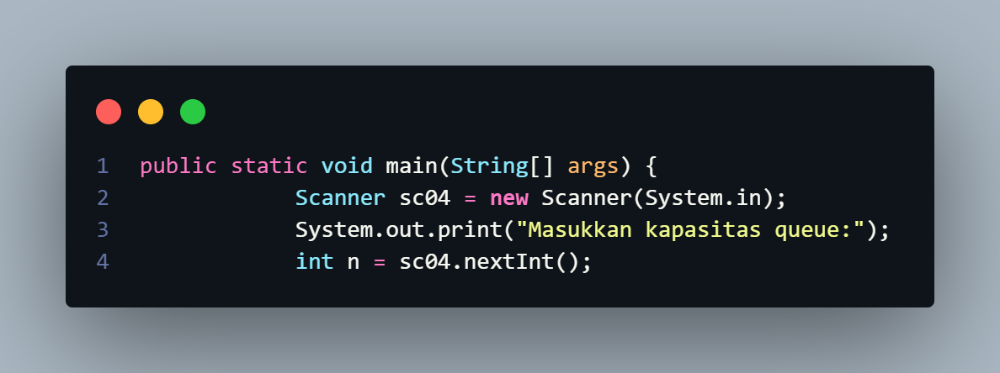 1 public static void main(String[] args) {
2 Scanner sc04 = new Scanner(System.in);
3 System.out.print("Masukkan kapasitas queue:");
4 int n = sc04.nextInt();